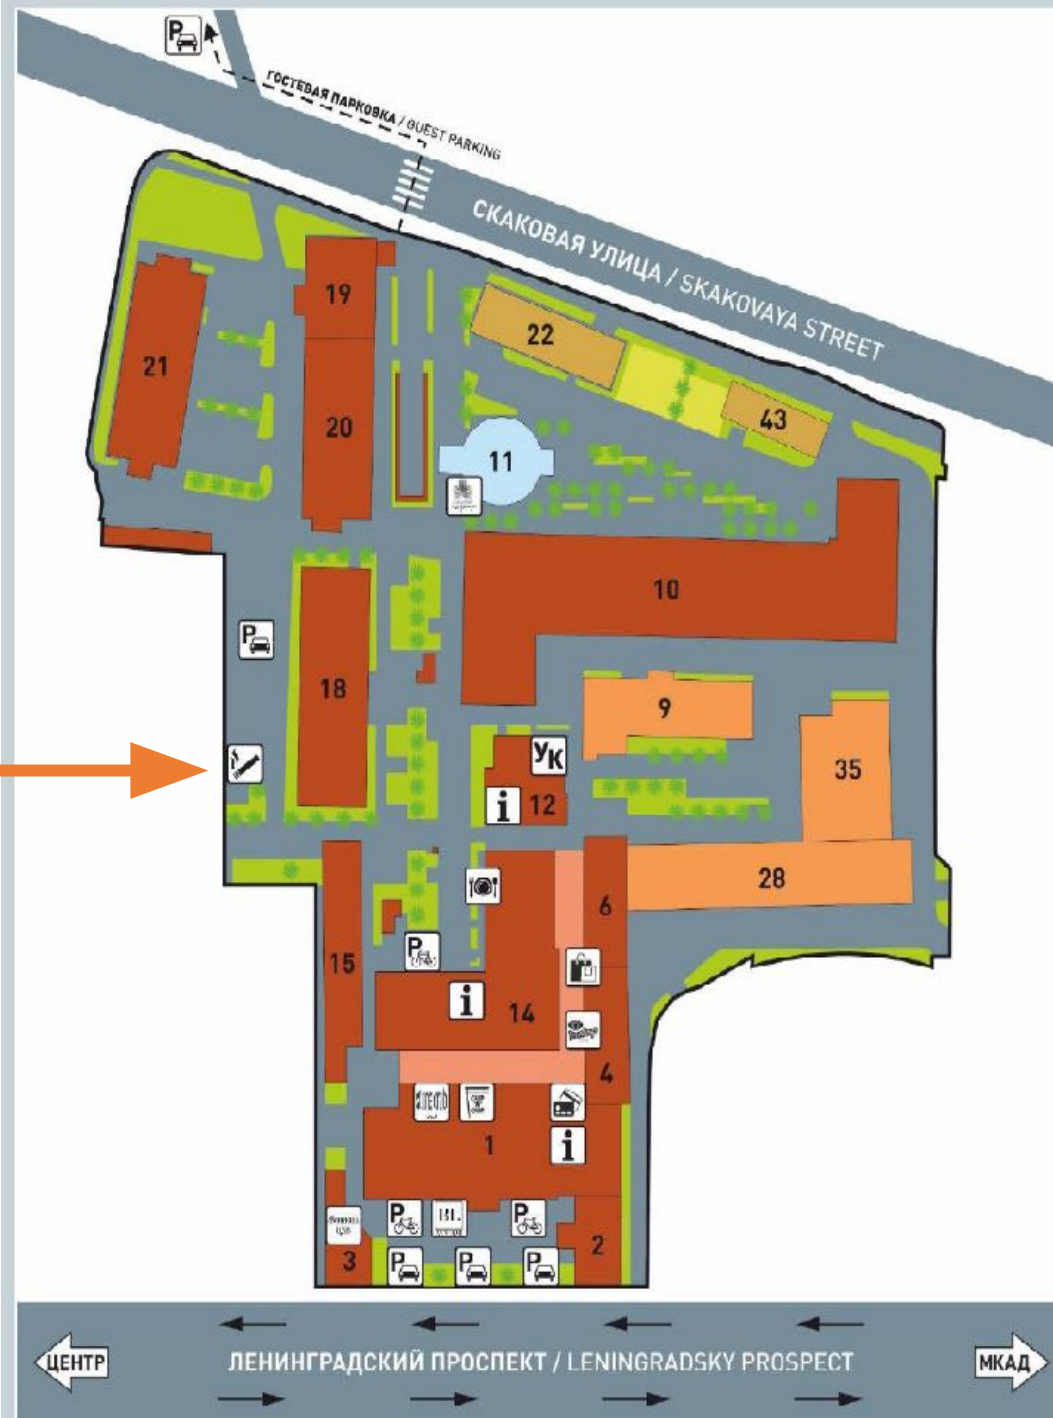 P
ГОСТЕВАЯ ПАРКОВКА / GUEST PARKING
СКАКОВАЯ УЛИЦА / SKAKOVAYA STREET
19
22
21
20
43
11
10
P
18
9
УК
35
i
12
28
6
15
P
i
14
4
1
i
P
P
3
2
P
P
P
ЦЕНТР
ЛЕНИНГРАДСКИЙ ПРОСПЕКТ / LENINGRADSKY PROSPECT
МКАД